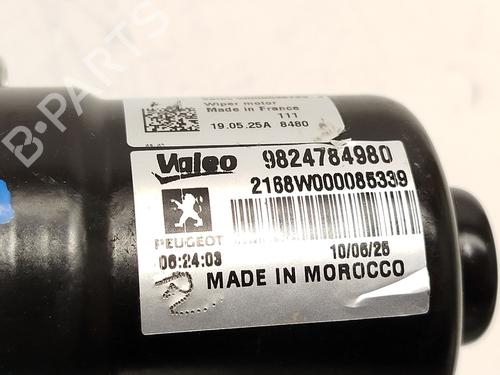 Wiper motor
Made in France
111
19.05.25A 8480
Valeo 9824784980
2168W000085339
PEUGEOT
06:24:03 10/06/25
MADE IN MOROCCO
B-PARTS